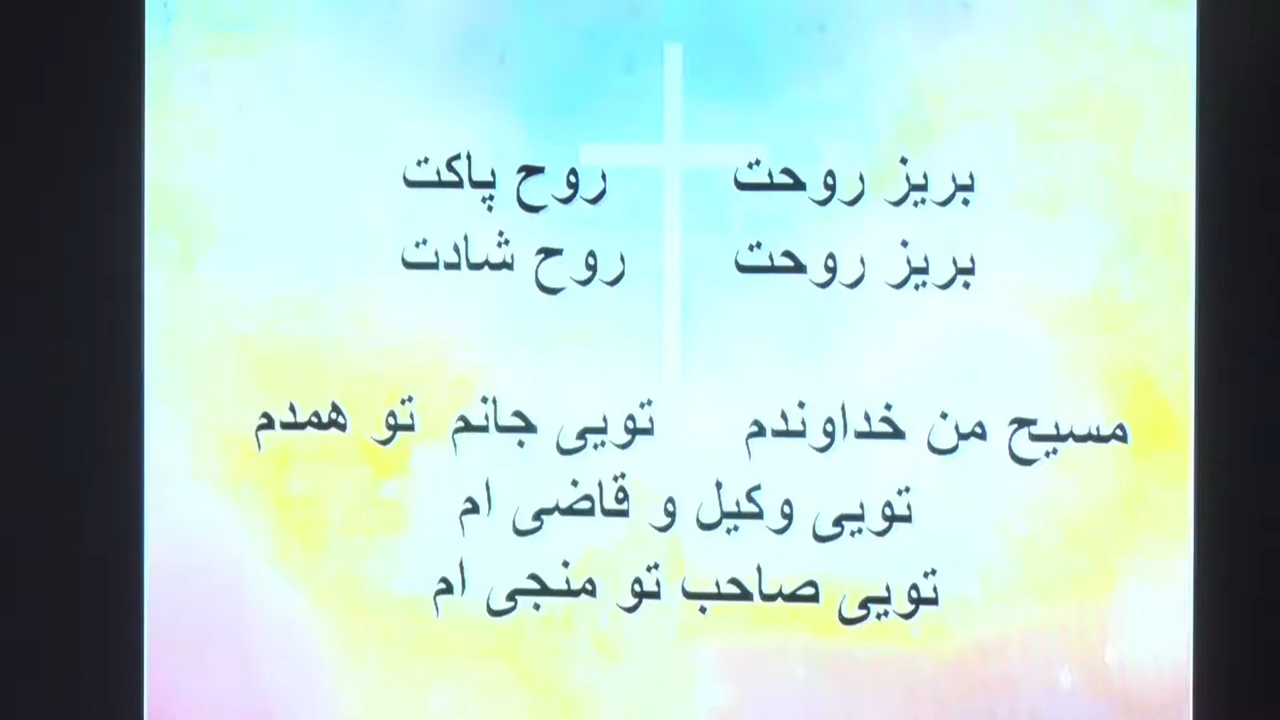 بریز روحت روح پاکت
بریز روحت روح شادت
مسیح من خداوندم تویی جانم تو همدم
تویی وکیل و قاضی ام
تویی صاحب تو منجی ام